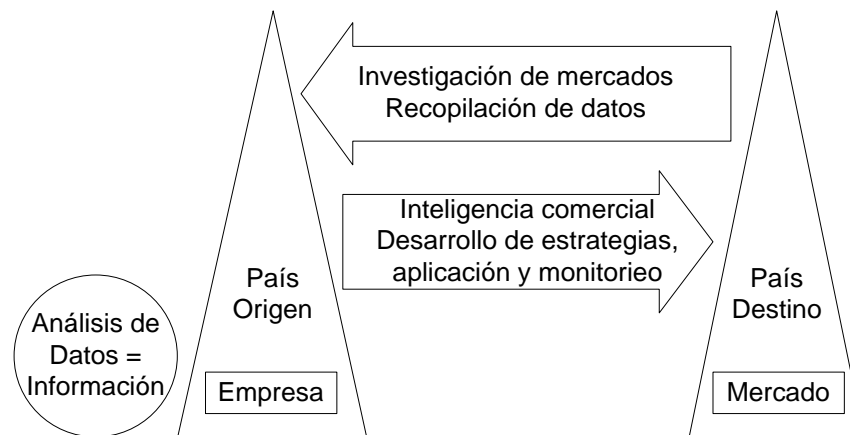 Investigación de mercados
Recopilación de datos
Inteligencia comercial
Desarrollo de estrategias,
aplicación y monitorieo
País
Origen
País
Destino
Análisis de
Datos =
Información
Empresa
Mercado